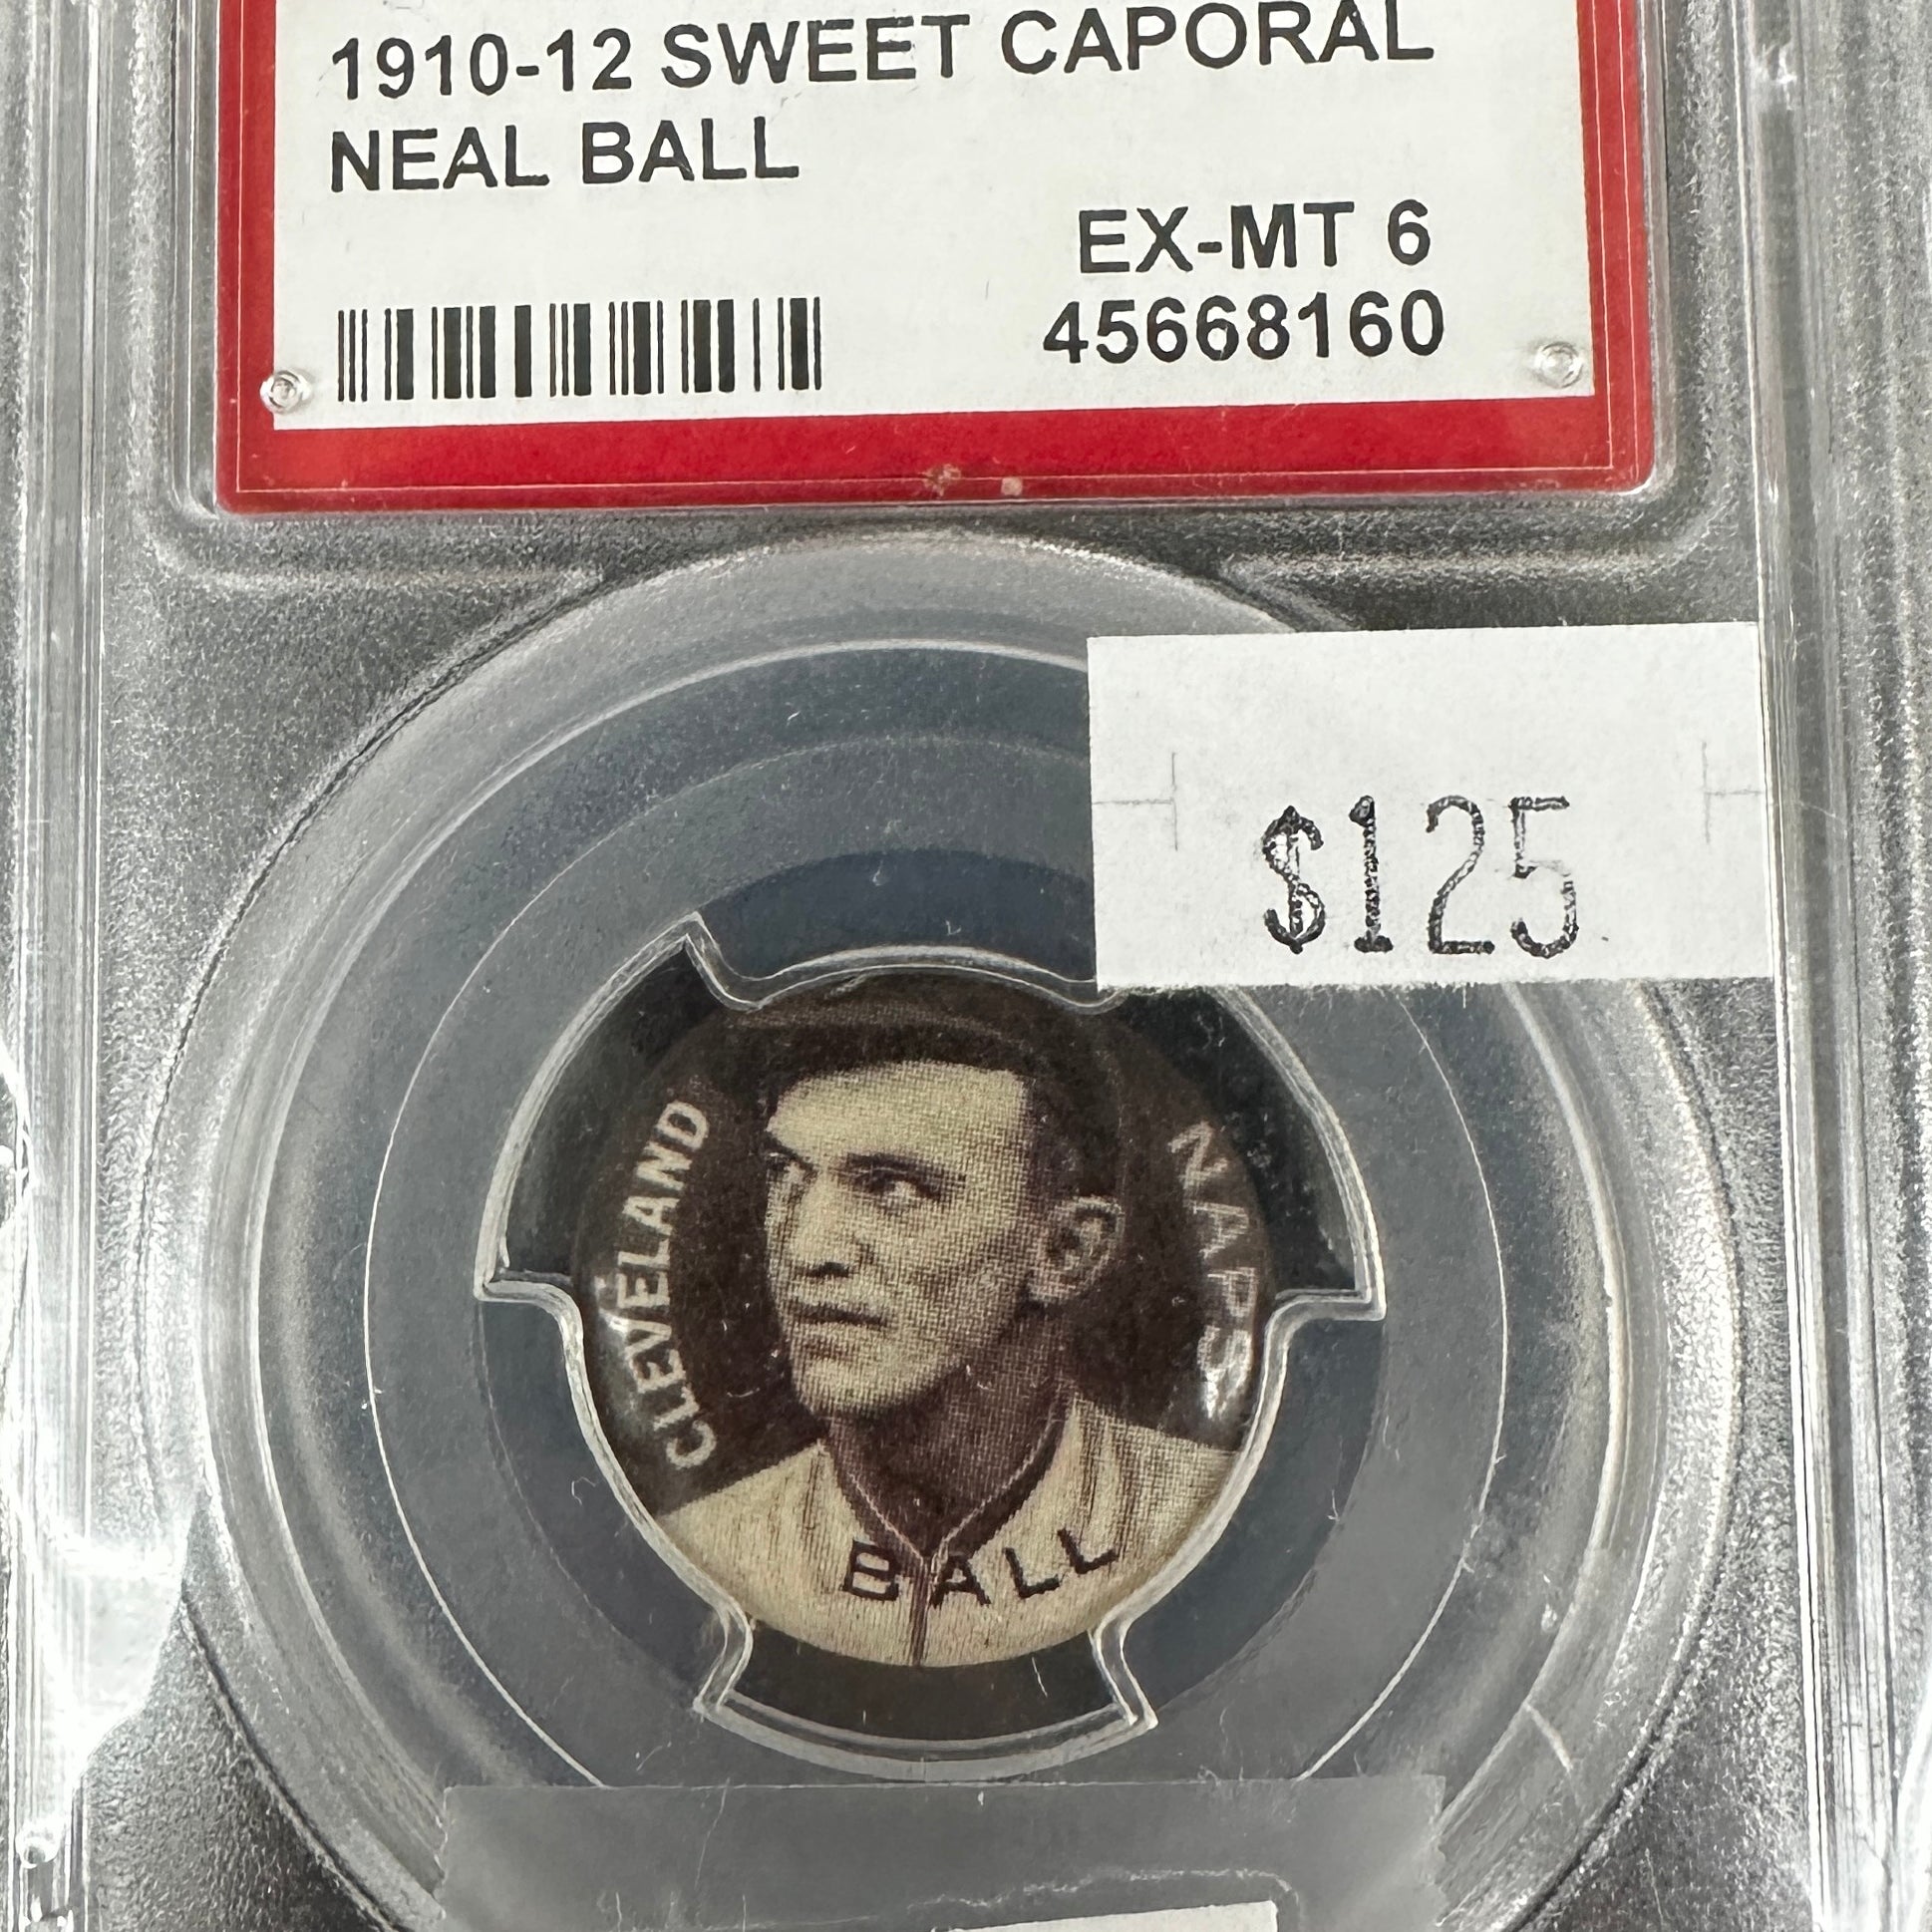 1910-12 SWEET CAPORAL
NEAL BALL
EX-MT 6
45668160
$125
CLEVELAND
NAPS
BALL